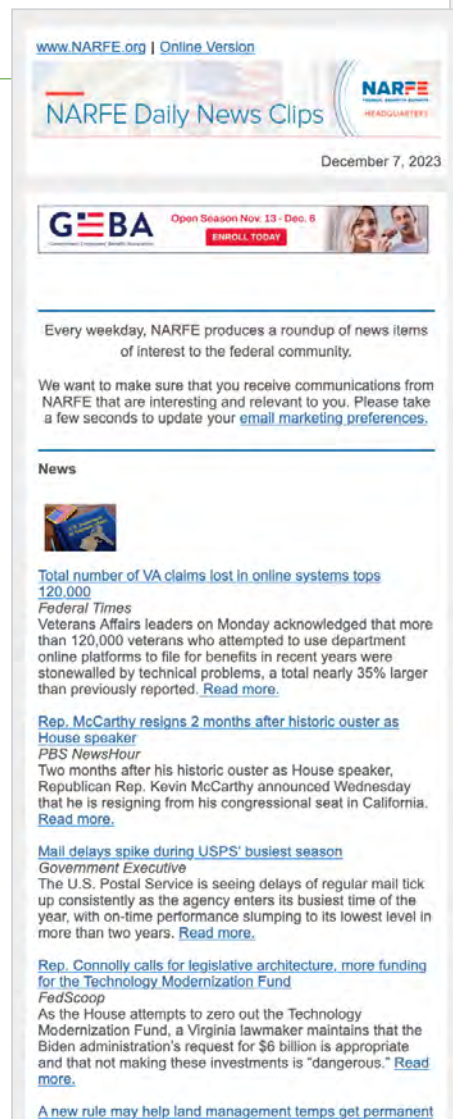 www.NARFE.org | Online Version
NARFE Daily News Clips
NARFE
HEADQUARTERS
December 7, 2023
GEBA
Open Season Nov. 13 - Dec. 6
ENROLL TODAY
Every weekday, NARFE produces a roundup of news items
of interest to the federal community.
We want to make sure that you receive communications from
NARFE that are interesting and relevant to you. Please take
a few seconds to update your email marketing preferences.
News
Total number of VA claims lost in online systems tops
120,000
Federal Times
Veterans Affairs leaders on Monday acknowledged that more
than 120,000 veterans who attempted to use department
online platforms to file for benefits in recent years were
stonewalled by technical problems, a total nearly 35% larger
than previously reported. Read more.
Rep. McCarthy resigns 2 months after historic ouster as
House speaker
PBS NewsHour
Two months after his historic ouster as House speaker,
Republican Rep. Kevin McCarthy announced Wednesday
that he is resigning from his congressional seat in California.
Read more.
Mail delays spike during USPS' busiest season
Government Executive
The U.S. Postal Service is seeing delays of regular mail tick
up consistently as the agency enters its busiest time of the
year, with on-time performance slumping to its lowest level in
more than two years. Read more.
Rep. Connolly calls for legislative architecture, more funding
for the Technology Modernization Fund
FedScoop
As the House attempts to zero out the Technology
Modernization Fund, a Virginia lawmaker maintains that the
Biden administration's request for $6 billion is appropriate
and that not making these investments is "dangerous." Read
more.
A new rule may help land management temps get permanent